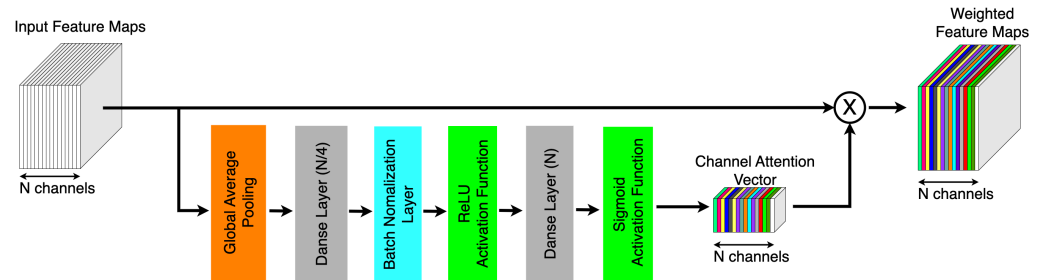 Input Feature Maps
N channels
Global Average
Pooling
Danse Layer (N/4)
Batch Nomalization
Layer
ReLU
Activation Function
Danse Layer (N)
Sigmoid
Activation Function
Channel Attention
Vector
N channels
X
Weighted
Feature Maps
N channels